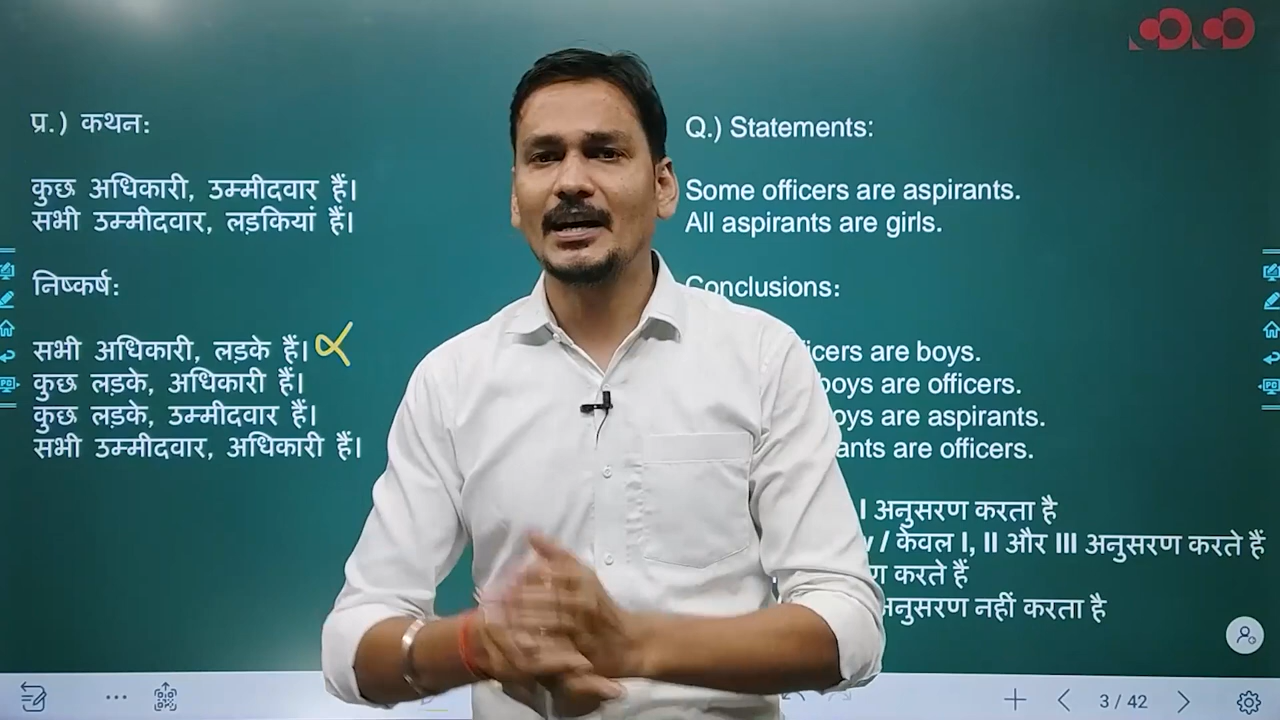 प्र.) कथन:
कुछ अधिकारी, उम्मीदवार हैं।
सभी उम्मीदवार, लड़कियां हैं।
निष्कर्ष:
सभी अधिकारी, लड़के हैं।
कुछ लड़के, अधिकारी हैं।
कुछ लड़के, उम्मीदवार हैं।
सभी उम्मीदवार, अधिकारी हैं।
Q.) Statements:
Some officers are aspirants.
All aspirants are girls.
Conclusions:
are boys.
boys are officers.
are aspirants.
are officers.
I अनुसरण करता है
/ केवल I, II और III अनुसरण करते हैं
करते हैं
अनुसरण नहीं करता है
3 / 42